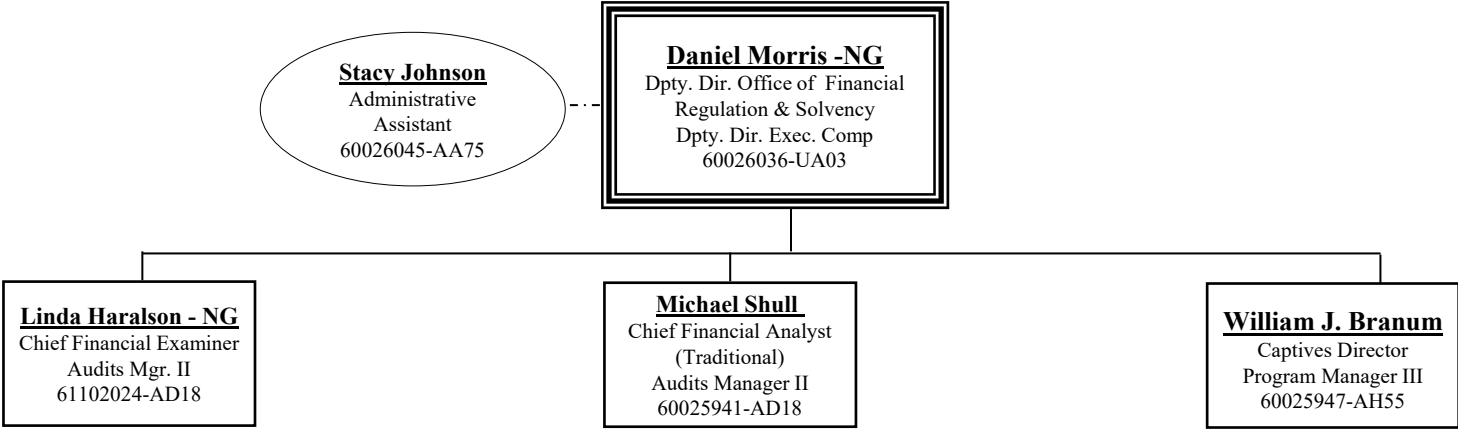 Stacy Johnson
Administrative
Assistant
60026045-AA75
Daniel Morris -NG
Dpty. Dir. Office of Financial
Regulation & Solvency
Dpty. Dir. Exec. Comp
60026036-UA03
Linda Haralson - NG
Chief Financial Examiner
Audits Mgr. II
61102024-AD18
Michael Shull
Chief Financial Analyst
(Traditional)
Audits Manager II
60025941-AD18
William J. Branum
Captives Director
Program Manager III
60025947-AH55